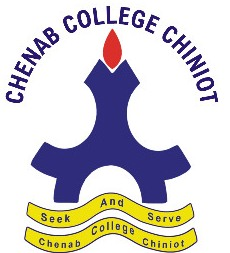 CHENAB COLLEGE CHINIOT
Seek And Serve
Chenab College Chiniot